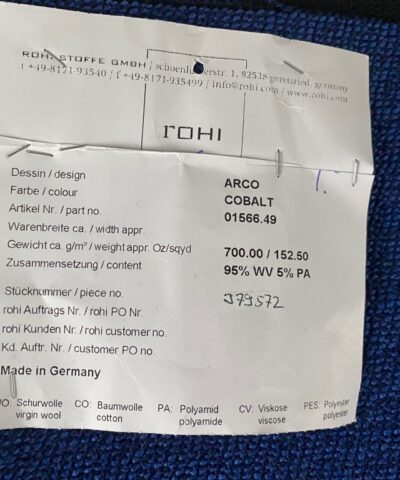 ROHI STOFFE GMBH / schoenlinderstr. 1, 82538 geretsried, germany
t +49-8171-93540 / f +49-8171-935499 / info@rohi.com / www.rohi.com
rOHI
1.
Dessin / design ARCO
Farbe / colour COBALT
Artikel Nr. / part no. 01566.49
Warenbreite ca. / width appr.
Gewicht ca. g/m² / weight appr. Oz/sqyd 700.00 / 152.50
Zusammensetzung / content 95% WV 5% PA
Stücknummer / piece no. 379572
rohi Auftrags Nr. / rohi PO Nr.
rohi Kunden Nr. / rohi customer no.
Kd. Auftr. Nr. / customer PO no.
Made in Germany
WO: Schurwolle CO: Baumwolle PA: Polyamid CV: Viskose PES: Polyester
virgin wool cotton polyamide viscose polyester